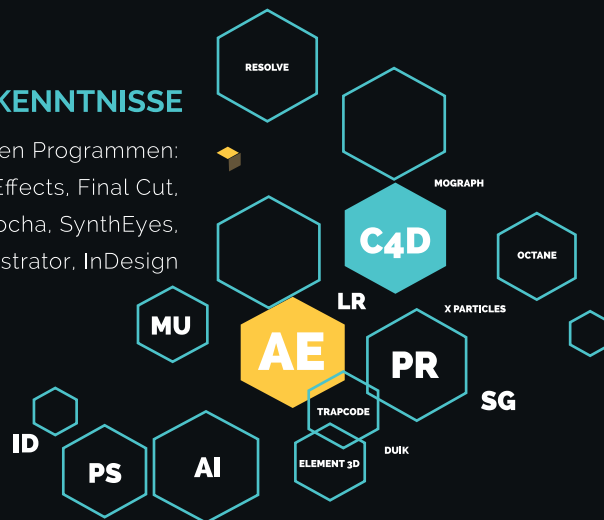 RESOLVE
KENNTNISSE
en Programmen:
Effects, Final Cut,
ocha, SynthEyes,
strator, InDesign
MOGRAPH
C4D
OCTANE
LR
X PARTICLES
MU
AE
PR
SG
TRAPCODE
ID
DUIK
PS
AI
ELEMENT 3D